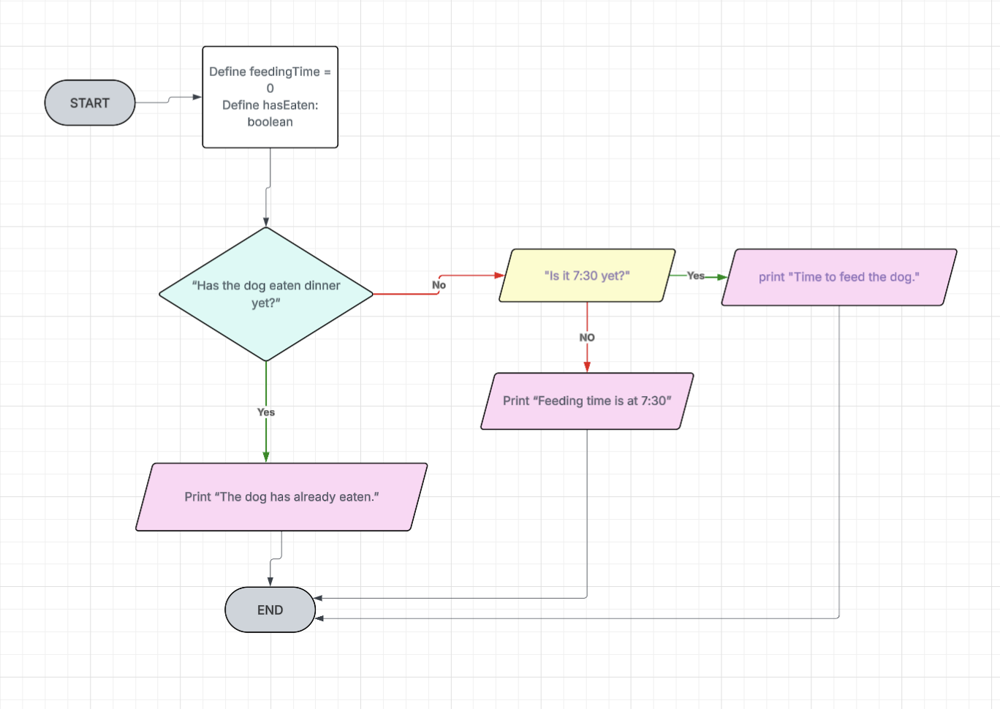 START
Define feedingTime =
0
Define hasEaten:
boolean
“Has the dog eaten dinner
yet?”
No
"Is it 7:30 yet?"
Yes
print "Time to feed the dog."
NO
Print “Feeding time is at 7:30”
Yes
Print “The dog has already eaten.”
END